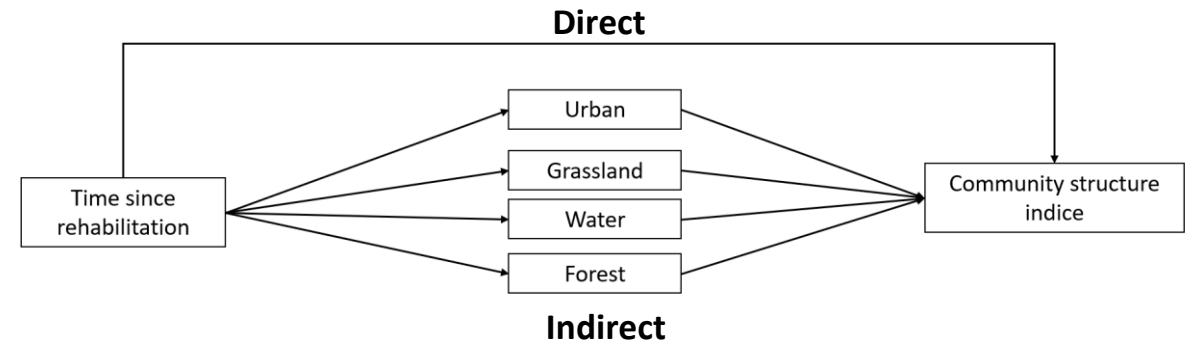 Direct
Urban
Grassland
Time since
rehabilitation
Water
Forest
Community structure
indice
Indirect